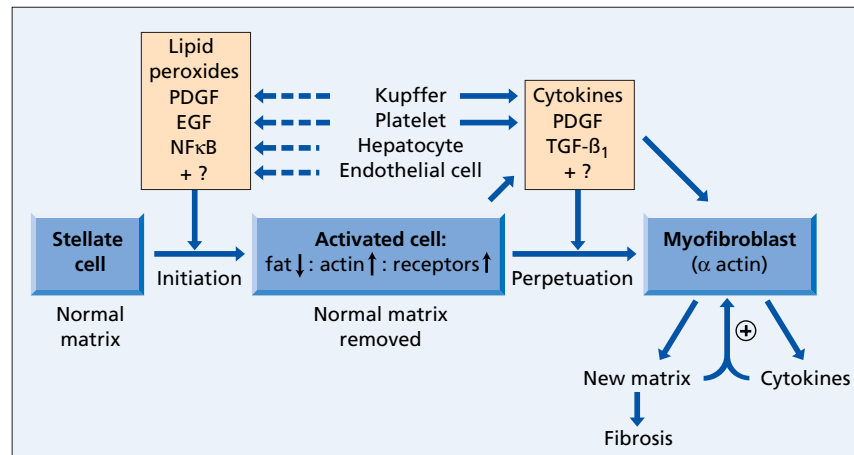 Lipid
peroxides
PDGF
EGF
NFκB
+ ?
Kupffer
Platelet
Hepatocyte
Endothelial cell
Cytokines
PDGF
TGF-ß₁
+ ?
Stellate
cell
Initiation
Activated cell:
fat↓: actin↑: receptors↑
Perpetuation
Myofibroblast
(α actin)
Normal
matrix
Normal matrix
removed
+
New matrix
Cytokines
Fibrosis